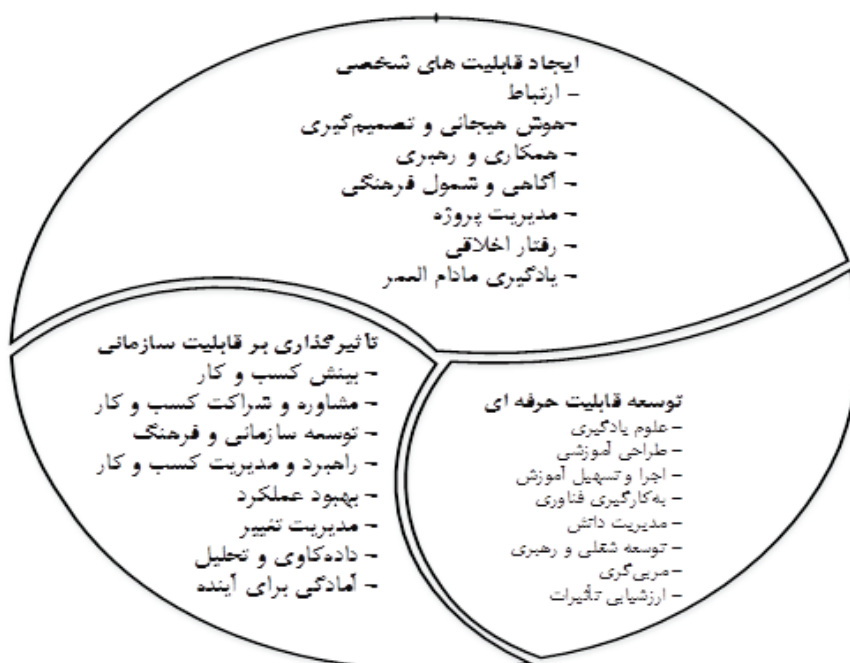 ایجاد قابلیت های شخصی
- ارتباط
-هوش هیجانی و تصمیم‌گیری
- همکاری و رهبری
- آگاهی و شمول فرهنگی
- مدیریت پروژه
- رفتار اخلاقی
- یادگیری مادام العمر
توسعه قابلیت حرفه ای
- علوم یادگیری
- طراحی آموزشی
- اجرا و تسهیل آموزش
- به‌کارگیری فناوری
- مدیریت دانش
- توسعه شغلی و رهبری
-مربی‌گری
- ارزشیابی تأثیرات
تأثیرگذاری بر قابلیت سازمانی
- بینش کسب و کار
- مشاوره و شراکت کسب و کار
- توسعه سازمانی و فرهنگ
- راهبرد و مدیریت کسب و کار
- بهبود عملکرد
- مدیریت تغییر
- داده‌کاوی و تحلیل
- آمادگی برای آینده